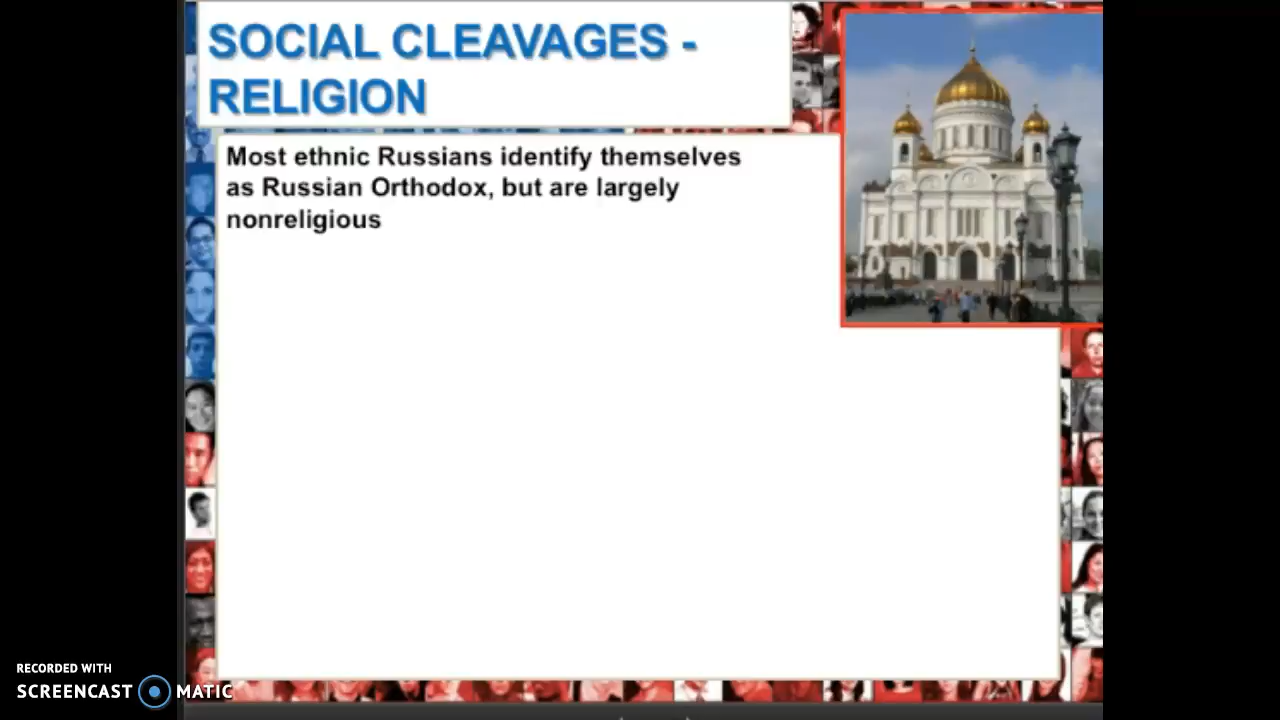 SOCIAL CLEAVAGES -
RELIGION
Most ethnic Russians identify themselves
as Russian Orthodox, but are largely
nonreligious
RECORDED WITH
SCREENCAST MATIC